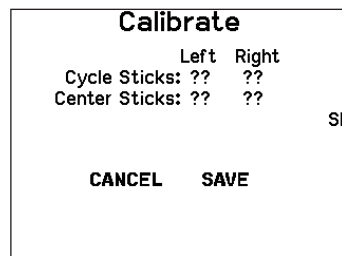 Calibrate
Left Right
Cycle Sticks: ?? ??
Center Sticks: ?? ??
CANCEL SAVE